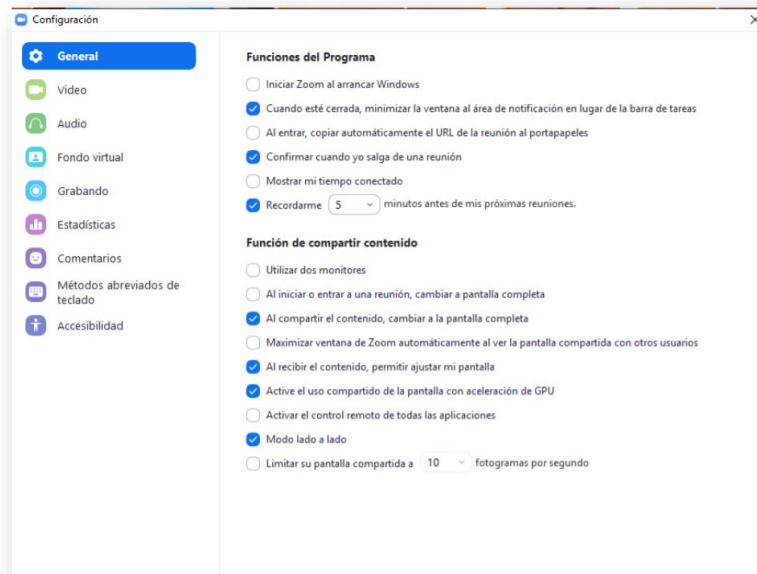 Configuración
General
Video
Audio
Fondo virtual
Grabando
Estadísticas
Comentarios
Métodos abreviados de
teclado
Accesibilidad
Funciones del Programa
Iniciar Zoom al arrancar Windows
Cuando esté cerrada, minimizar la ventana al área de notificación en lugar de la barra de tareas
Al entrar, copiar automáticamente el URL de la reunión al portapapeles
Confirmar cuando yo salga de una reunión
Mostrar mi tiempo conectado
Recordarme 5 minutos antes de mis próximas reuniones.
Función de compartir contenido
Utilizar dos monitores
Al iniciar o entrar a una reunión, cambiar a pantalla completa
Al compartir el contenido, cambiar a la pantalla completa
Maximizar ventana de Zoom automáticamente al ver la pantalla compartida con otros usuarios
Al recibir el contenido, permitir ajustar mi pantalla
Active el uso compartido de la pantalla con aceleración de GPU
Activar el control remoto de todas las aplicaciones
Modo lado a lado
Limitar su pantalla compartida a 10 fotogramas por segundo